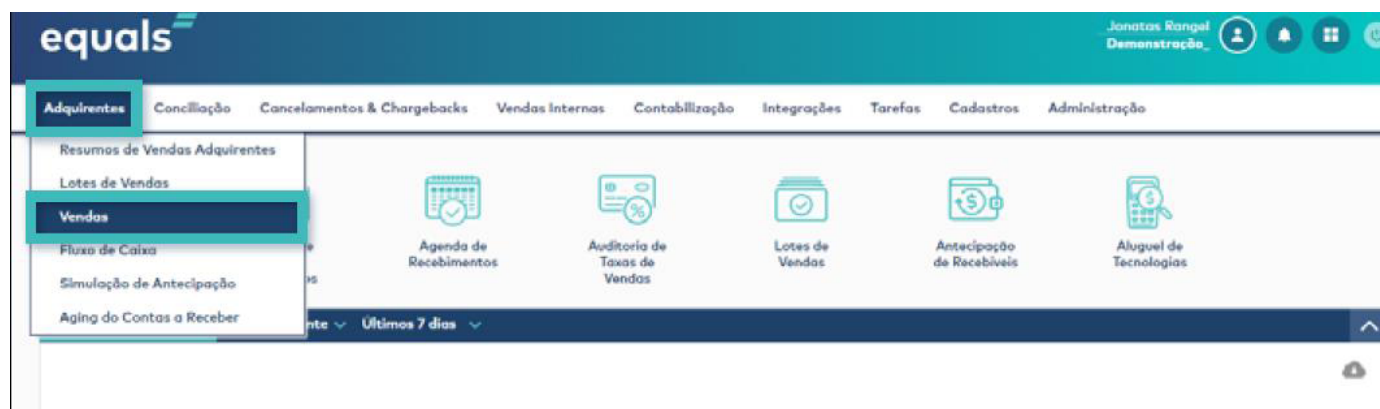 equals
Jonatas Rangel
Demonstração_
Adquirentes Conciliação Cancelamentos & Chargebacks Vendas Internas Contabilização Integrações Tarefas Cadastros Administração
Resumos de Vendas Adquirentes
Lotes de Vendas
Vendas
Fluxo de Caixa
Simulação de Antecipação
Aging do Contas a Receber
Agenda de
Recebimentos
Auditoria de
Taxas de
Vendas
Lotes de
Vendas
Antecipação
de Recebíveis
Aluguel de
Tecnologias
Últimos 7 dias